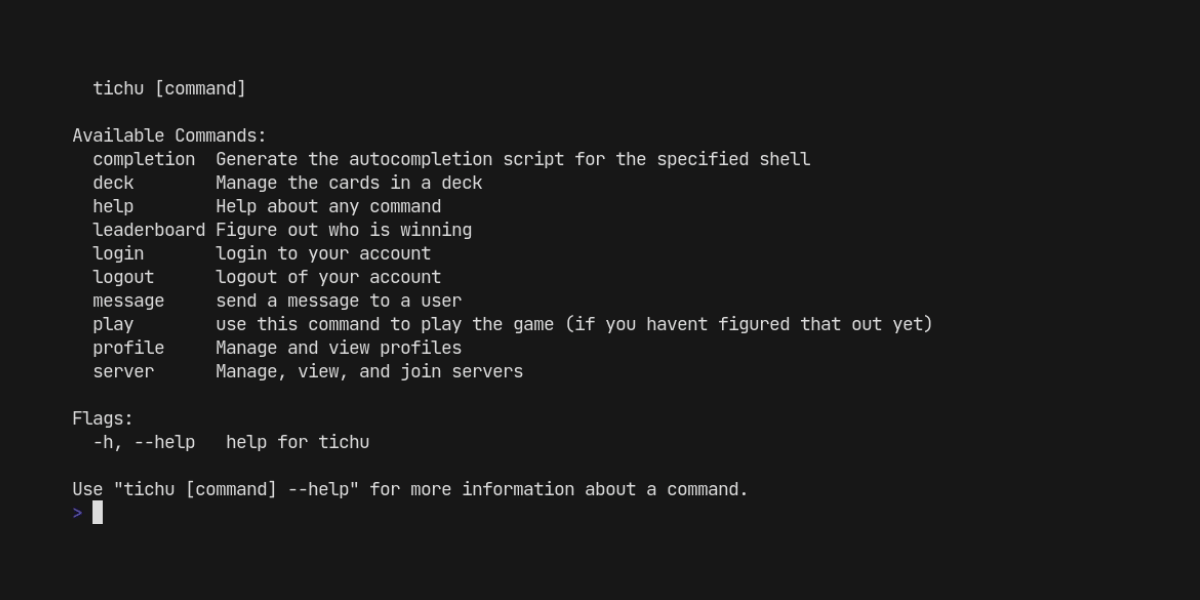 tichu [command]
Available Commands:
completion Generate the autocompletion script for the specified shell
deck Manage the cards in a deck
help Help about any command
leaderboard Figure out who is winning
login login to your account
logout logout of your account
message send a message to a user
play use this command to play the game (if you havent figured that out yet)
profile Manage and view profiles
server Manage, view, and join servers
Flags:
-h, --help help for tichu
Use "tichu [command] --help" for more information about a command.
>